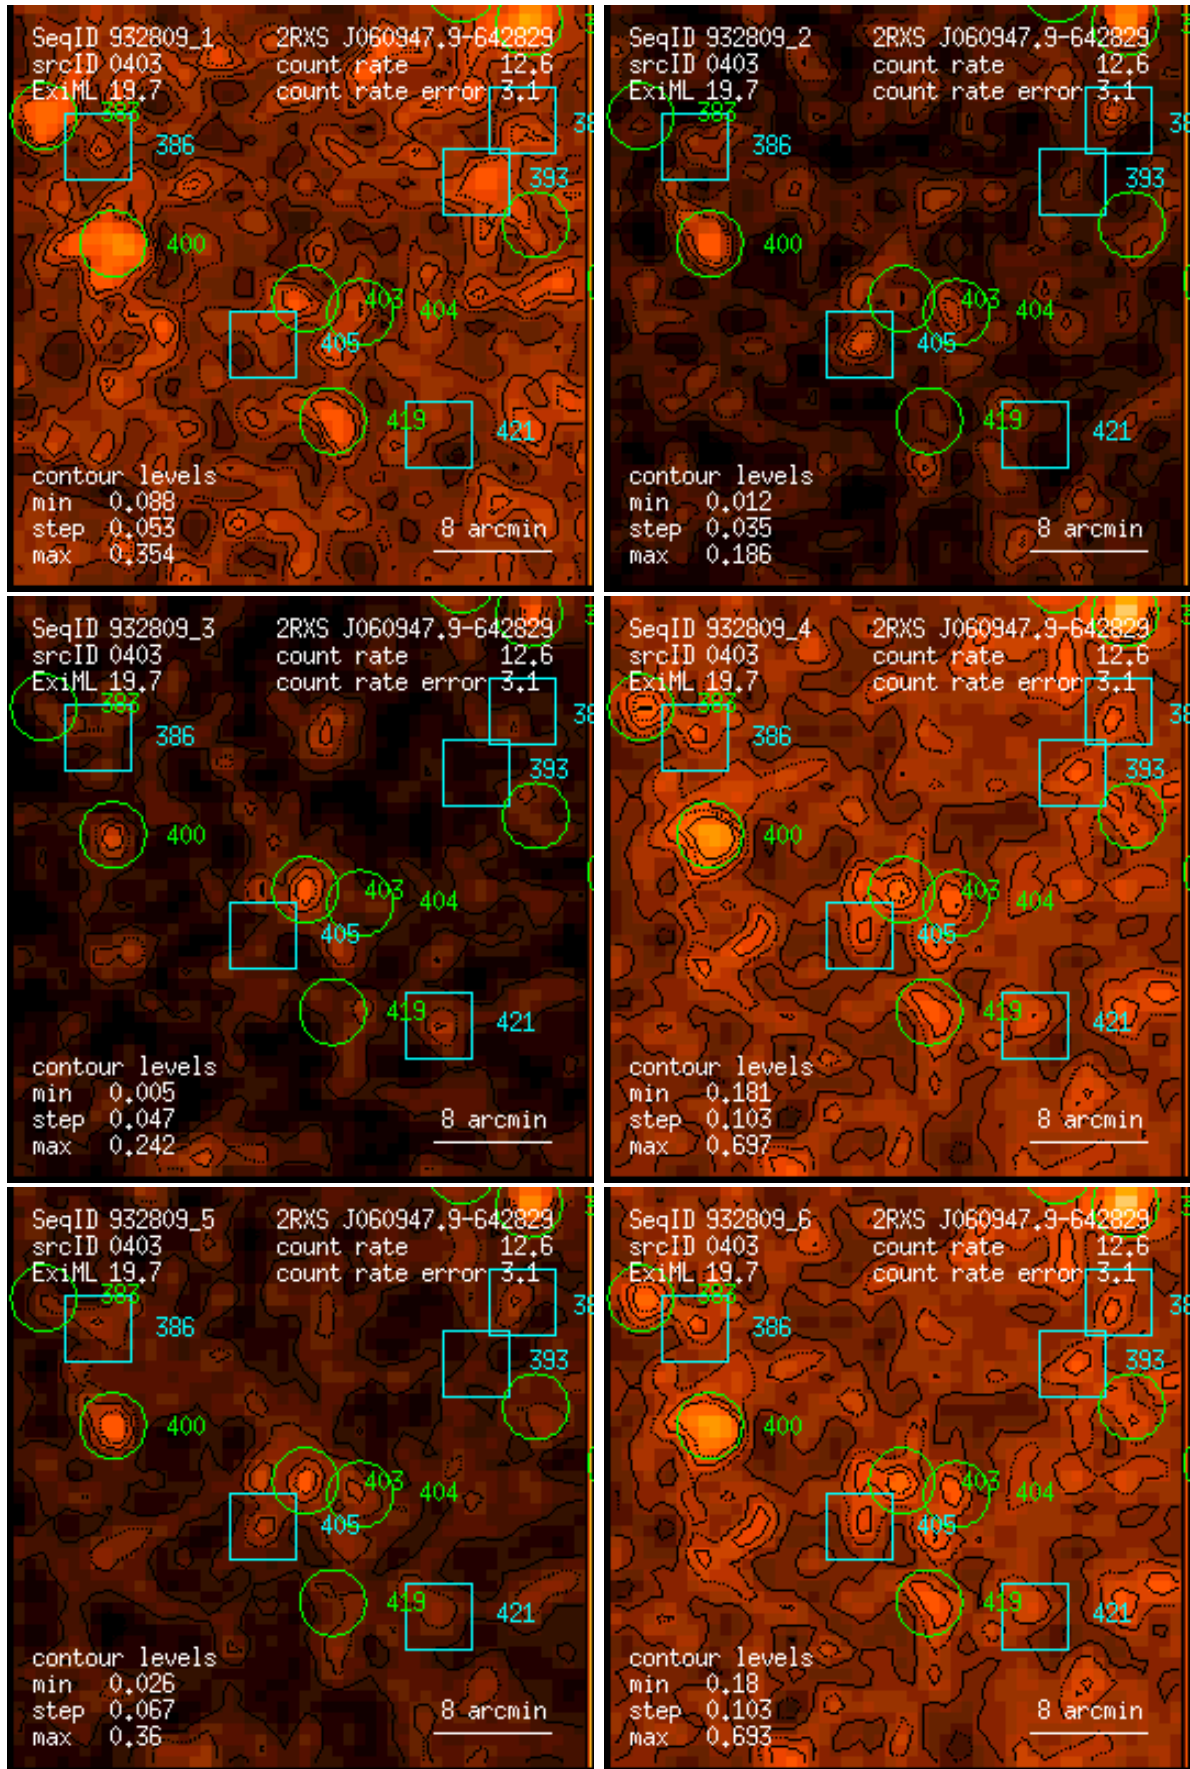 SeqID 932809_1 2RXS J060947.9-642829
srcID 0403 count rate 12.6
ExiML 19.7 count rate error 3.1
383
386
393
400
403
404
405
419
421
contour levels
min 0.088
step 0.053
max 0.354
8 arcmin
SeqID 932809_2 2RXS J060947.9-642829
srcID 0403 count rate 12.6
ExiML 19.7 count rate error 3.1
383
386
393
400
403
404
405
419
421
contour levels
min 0.012
step 0.035
max 0.186
8 arcmin
SeqID 932809_3 2RXS J060947.9-642829
srcID 0403 count rate 12.6
ExiML 19.7 count rate error 3.1
383
386
393
400
403
404
405
419
421
contour levels
min 0.005
step 0.047
max 0.242
8 arcmin
SeqID 932809_4 2RXS J060947.9-642829
srcID 0403 count rate 12.6
ExiML 19.7 count rate error 3.1
383
386
393
400
403
404
405
419
421
contour levels
min 0.181
step 0.103
max 0.697
8 arcmin
SeqID 932809_5 2RXS J060947.9-642829
srcID 0403 count rate 12.6
ExiML 19.7 count rate error 3.1
383
386
393
400
403
404
405
419
421
contour levels
min 0.026
step 0.067
max 0.36
8 arcmin
SeqID 932809_6 2RXS J060947.9-642829
srcID 0403 count rate 12.6
ExiML 19.7 count rate error 3.1
383
386
393
400
403
404
405
419
421
contour levels
min 0.18
step 0.103
max 0.693
8 arcmin